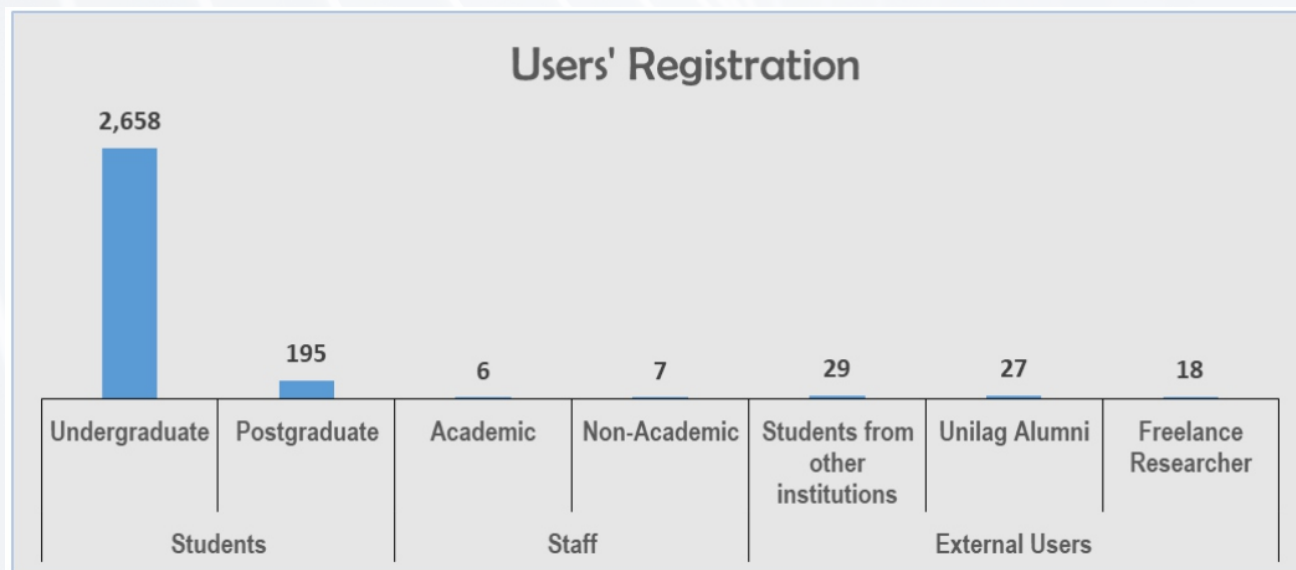 Users' Registration
2,658
195
6
7
29
27
18
Undergraduate
Postgraduate
Academic
Non-Academic
Students from
other
institutions
Unilag Alumni
Freelance
Researcher
Students
Staff
External Users